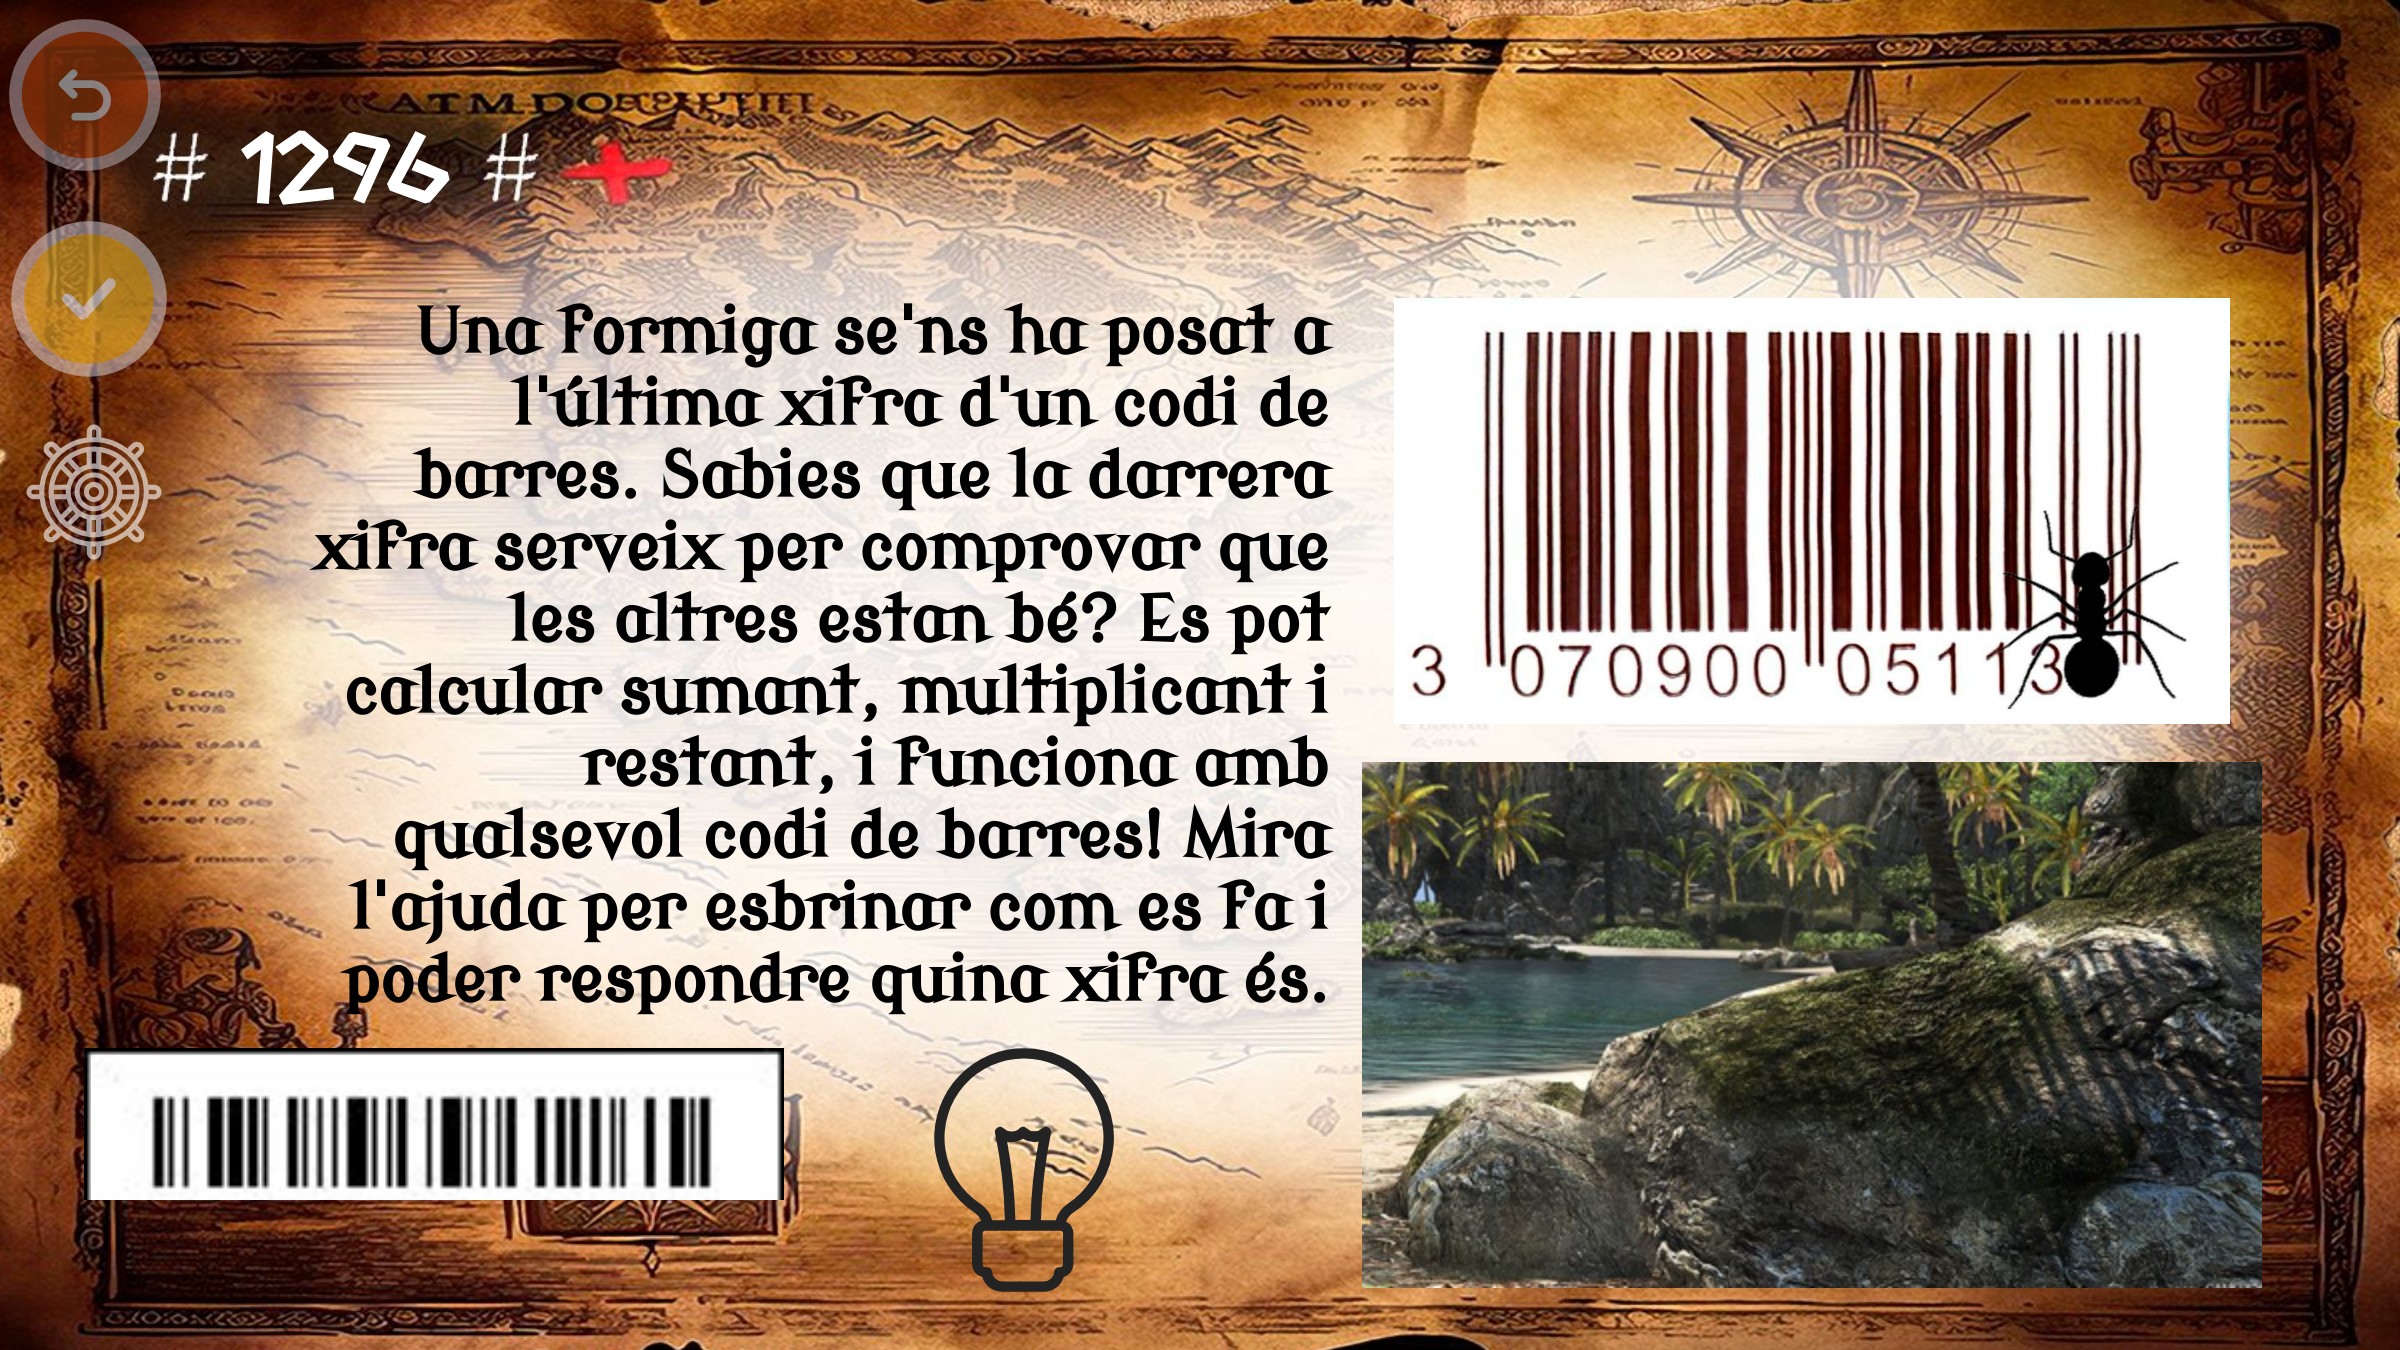 # 1296 #
Una formiga se'ns ha posat a
l'última xifra d'un codi de
barres. Sabies que la darrera
xifra serveix per comprovar que
les altres estan bé? Es pot
calcular sumant, multiplicant i
restant, i funciona amb
qualsevol codi de barres! Mira
l'ajuda per esbrinar com es fa i
poder respondre quina xifra és.
3 070900 05113